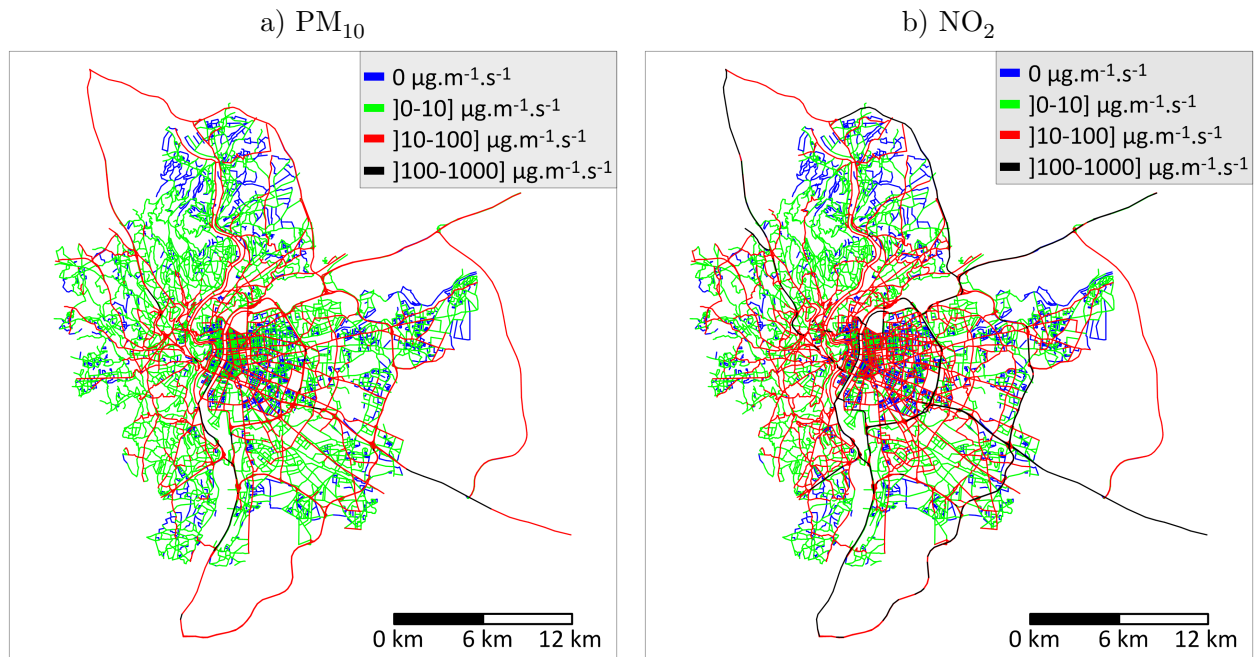 a) PM₁₀
b) NO₂
0 µg.m⁻¹.s⁻¹
]0-10] µg.m⁻¹.s⁻¹
]10-100] µg.m⁻¹.s⁻¹
]100-1000] µg.m⁻¹.s⁻¹
0 km 6 km 12 km
0 µg.m⁻¹.s⁻¹
]0-10] µg.m⁻¹.s⁻¹
]10-100] µg.m⁻¹.s⁻¹
]100-1000] µg.m⁻¹.s⁻¹
0 km 6 km 12 km